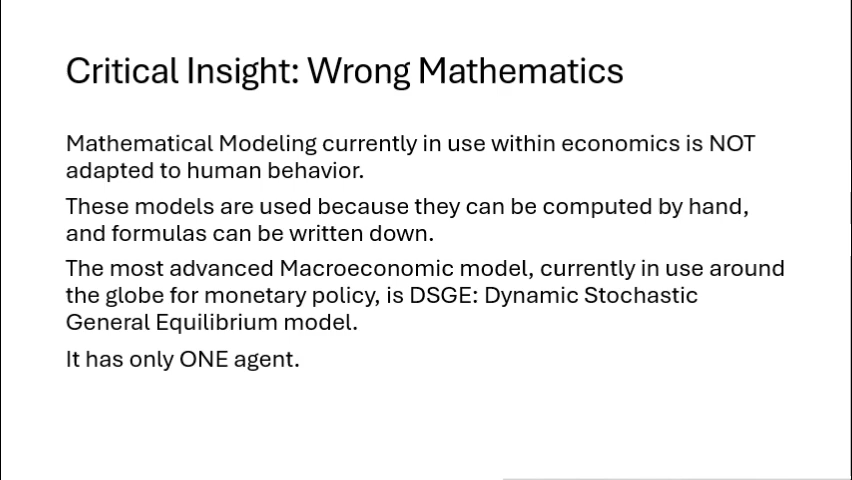 Critical Insight: Wrong Mathematics
Mathematical Modeling currently in use within economics is NOT
adapted to human behavior.
These models are used because they can be computed by hand,
and formulas can be written down.
The most advanced Macroeconomic model, currently in use around
the globe for monetary policy, is DSGE: Dynamic Stochastic
General Equilibrium model.
It has only ONE agent.